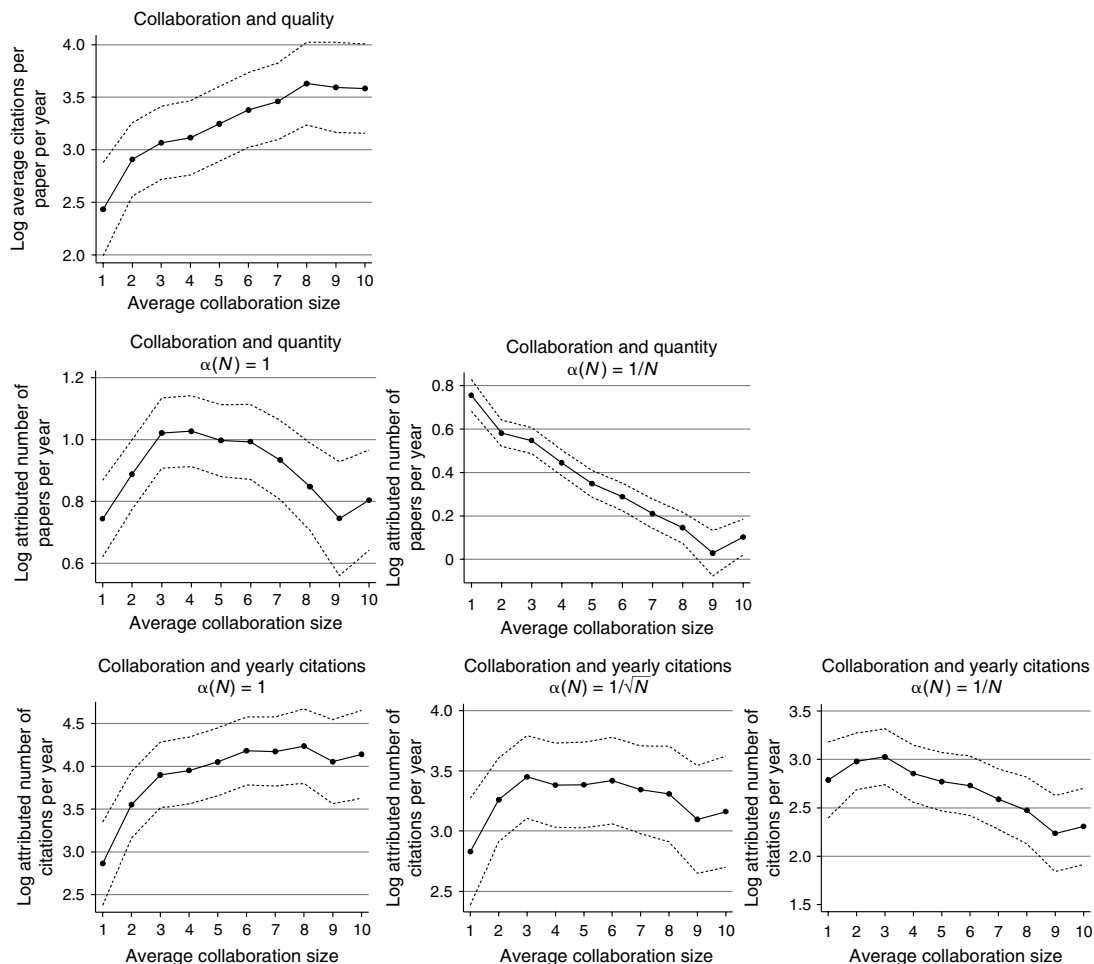 Collaboration and quality
Log average citations per
paper per year
4.0
3.5
3.0
2.5
2.0
1 2 3 4 5 6 7 8 9 10
Average collaboration size
Collaboration and quantity
α(N) = 1
Log attributed number of
papers per year
1.2
1.0
0.8
0.6
1 2 3 4 5 6 7 8 9 10
Average collaboration size
Collaboration and quantity
α(N) = 1/N
Log attributed number of
papers per year
0.8
0.6
0.4
0.2
0
1 2 3 4 5 6 7 8 9 10
Average collaboration size
Collaboration and yearly citations
α(N) = 1
Log attributed number of
citations per year
4.5
4.0
3.5
3.0
2.5
1 2 3 4 5 6 7 8 9 10
Average collaboration size
Collaboration and yearly citations
α(N) = 1/√N
Log attributed number of
citations per year
4.0
3.5
3.0
2.5
1 2 3 4 5 6 7 8 9 10
Average collaboration size
Collaboration and yearly citations
α(N) = 1/N
Log attributed number of
citations per year
3.5
3.0
2.5
2.0
1.5
1 2 3 4 5 6 7 8 9 10
Average collaboration size